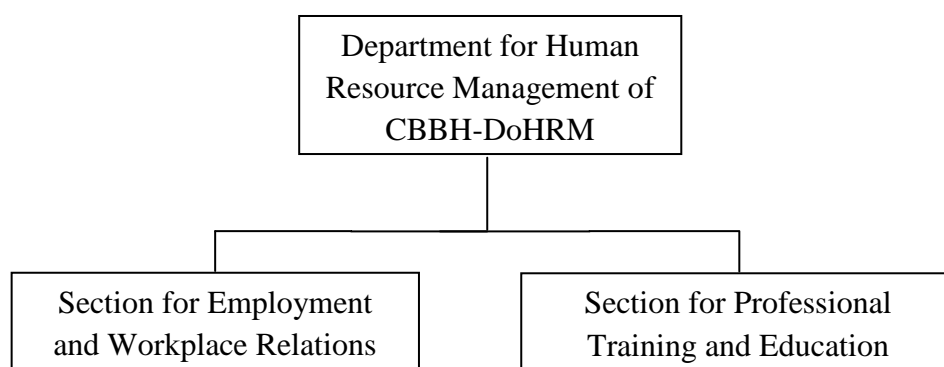 Department for Human
Resource Management of
CBBH-DoHRM
Section for Employment
and Workplace Relations
Section for Professional
Training and Education